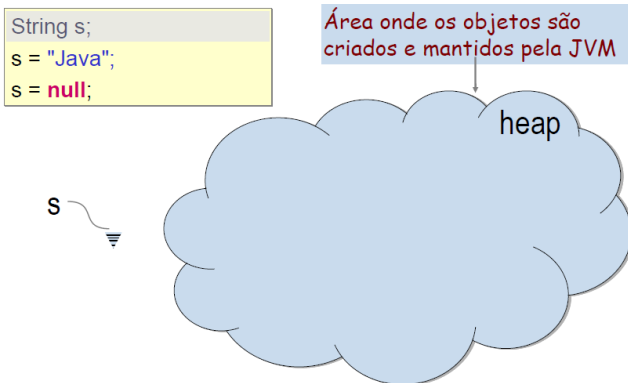 String s;
s = "Java";
s = null;
Área onde os objetos são
criados e mantidos pela JVM
heap
s